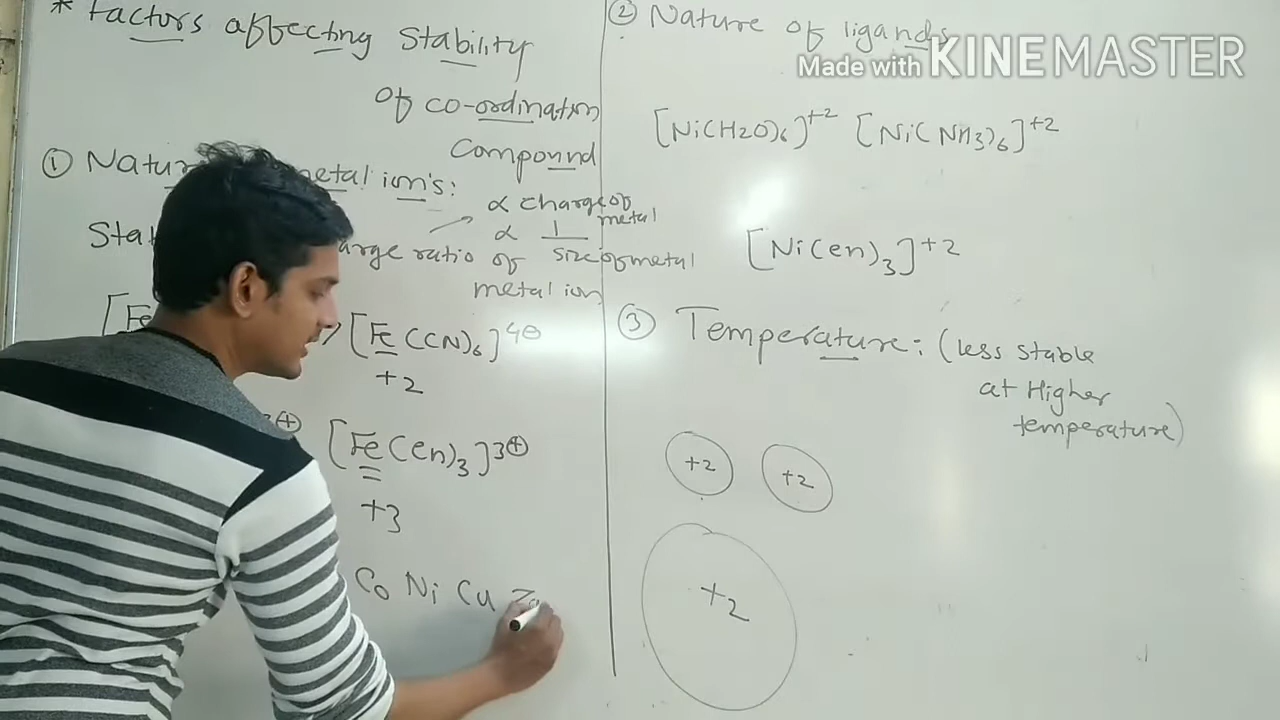 * Factors affecting Stability
of co-ordination
Compound
① Natu metal ion's:
∝ charge of metal
Sta arge ratio of
∝ 1/size of metal
metal ion
[Fe > [Fe(CN)6]4⊖
+2
3⊕ [Fe(en)3]3⊕
+3
Co Ni Cu Zn
② Nature of ligands
Made with KINEMASTER
[Ni(H2O)6]+2 [Ni(NH3)6]+2
[Ni(en)3]+2
③ Temperature: (less stable
at Higher
temperature)
+2 +2
+2